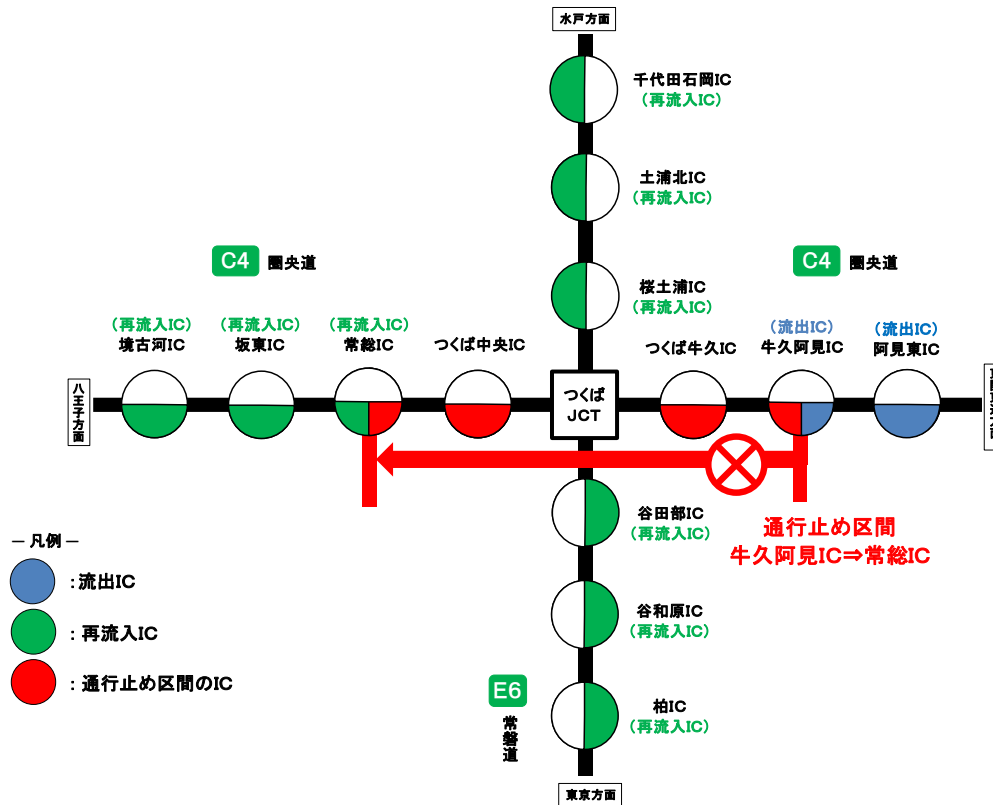 水戸方面
千代田石岡IC
(再流入IC)
土浦北IC
(再流入IC)
C4 圏央道
C4 圏央道
桜土浦IC
(再流入IC)
(再流入IC)
境古河IC
(再流入IC)
坂東IC
(再流入IC)
常総IC
つくば中央IC
つくば牛久IC
(流出IC)
牛久阿見IC
(流出IC)
阿見東IC
八王子方面
つくば
JCT
谷田部IC
(再流入IC)
通行止め区間
牛久阿見IC⇒常総IC
― 凡例 ―
:流出IC
:再流入IC
:通行止め区間のIC
谷和原IC
(再流入IC)
E6
常磐道
柏IC
(再流入IC)
東京方面